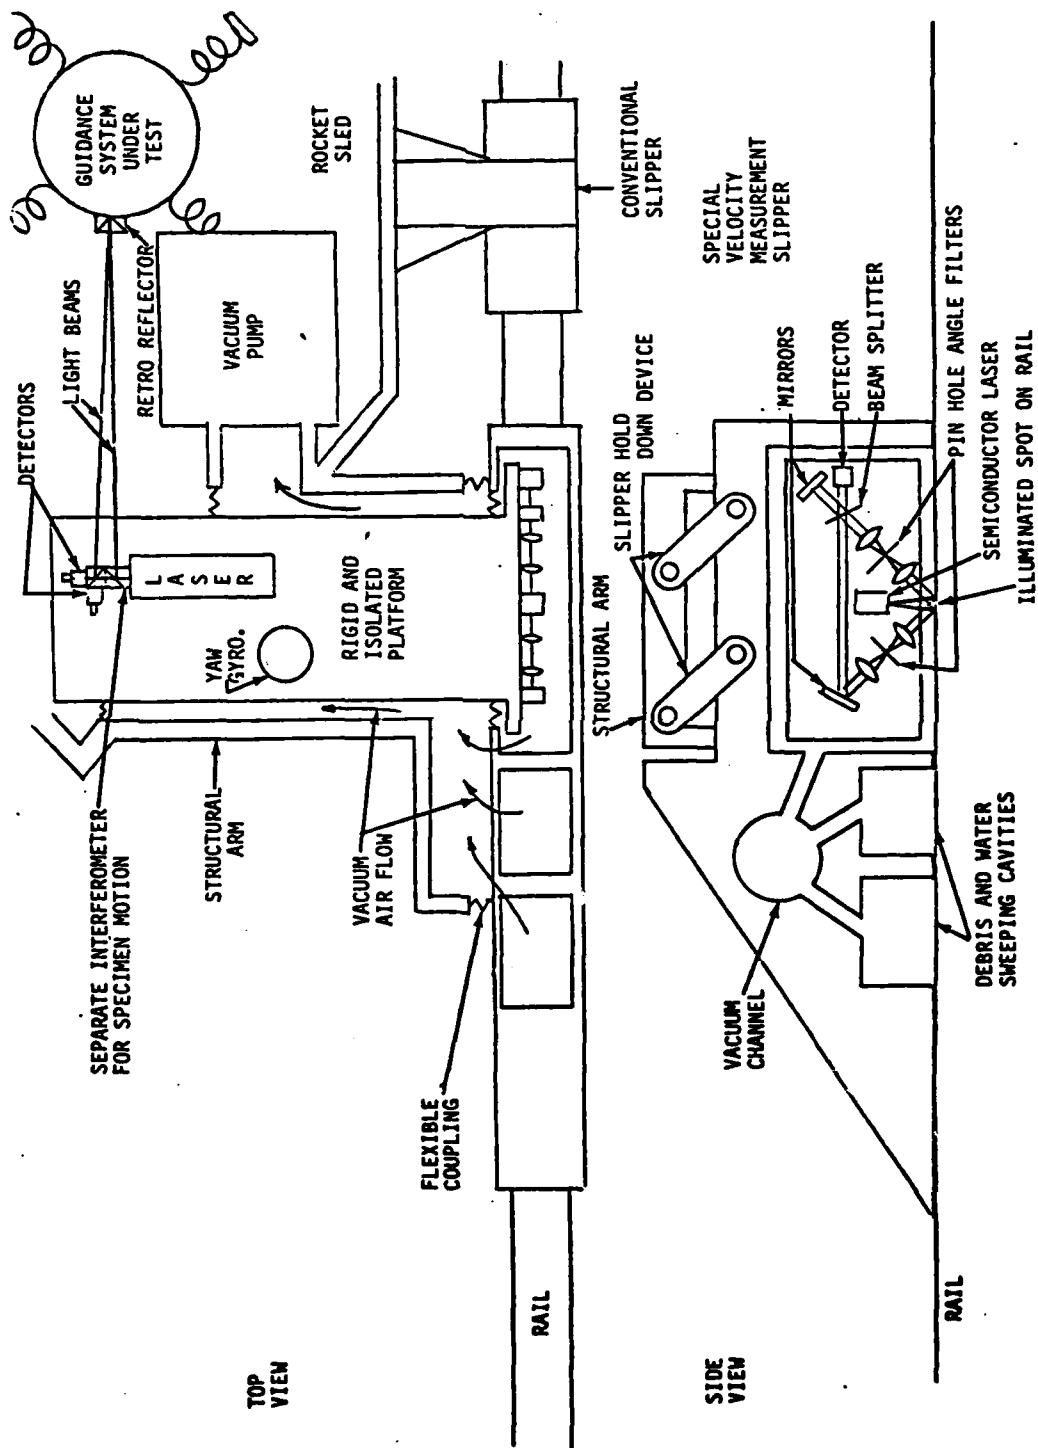 TOP
VIEW
SEPARATE INTERFEROMETER
FOR SPECIMEN MOTION
DETECTORS
LIGHT BEAMS
RETRO REFLECTOR
GUIDANCE
SYSTEM
UNDER
TEST
L
A
S
E
R
YAW
GYRO.
VACUUM
PUMP
STRUCTURAL
ARM
RIGID AND
ISOLATED
PLATFORM
ROCKET
SLED
VACUUM
AIR FLOW
FLEXIBLE
COUPLING
RAIL
CONVENTIONAL
SLIPPER
SIDE
VIEW
STRUCTURAL ARM
SLIPPER HOLD
DOWN DEVICE
SPECIAL
VELOCITY
MEASUREMENT
SLIPPER
VACUUM
CHANNEL
MIRRORS
DETECTOR
BEAM SPLITTER
PIN HOLE ANGLE FILTERS
SEMICONDUCTOR LASER
ILLUMINATED SPOT ON RAIL
DEBRIS AND WATER
SWEEPING CAVITIES
RAIL